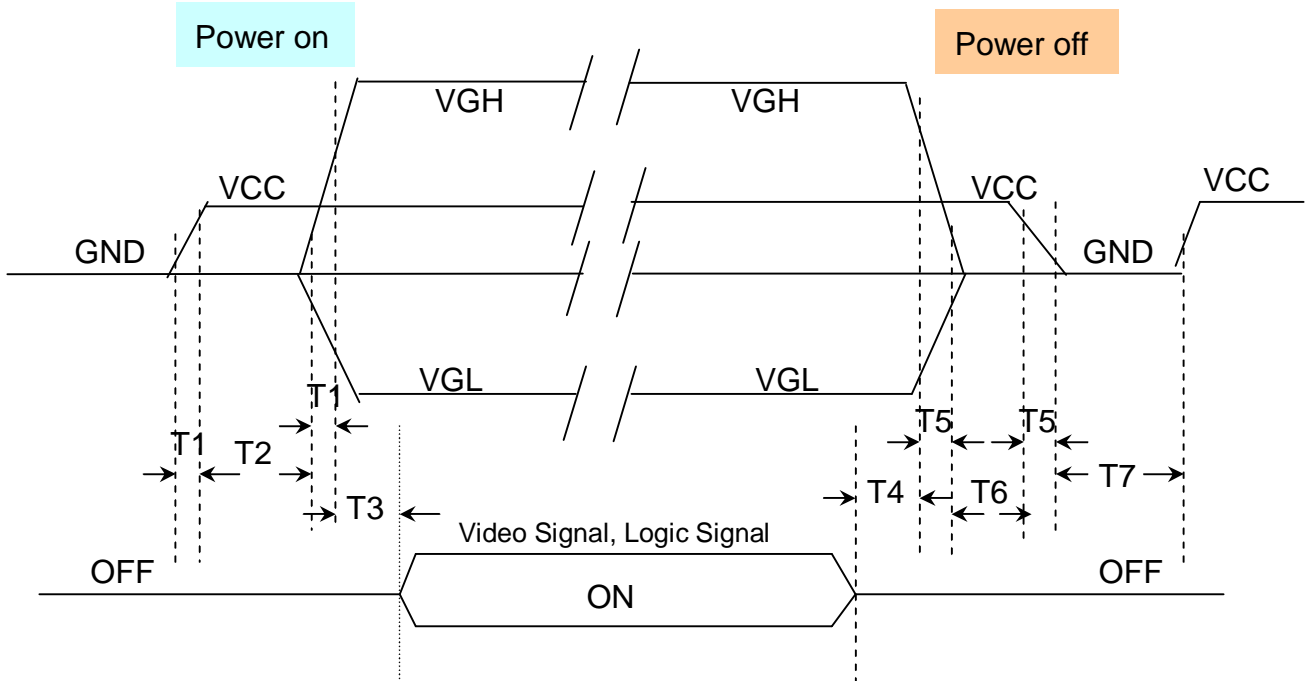 Power on
Power off
VGH
VGH
VCC
VCC
VCC
GND
GND
VGL
VGL
T1
T5
T5
T1
T2
T7
T3
T4
T6
Video Signal, Logic Signal
OFF
ON
OFF